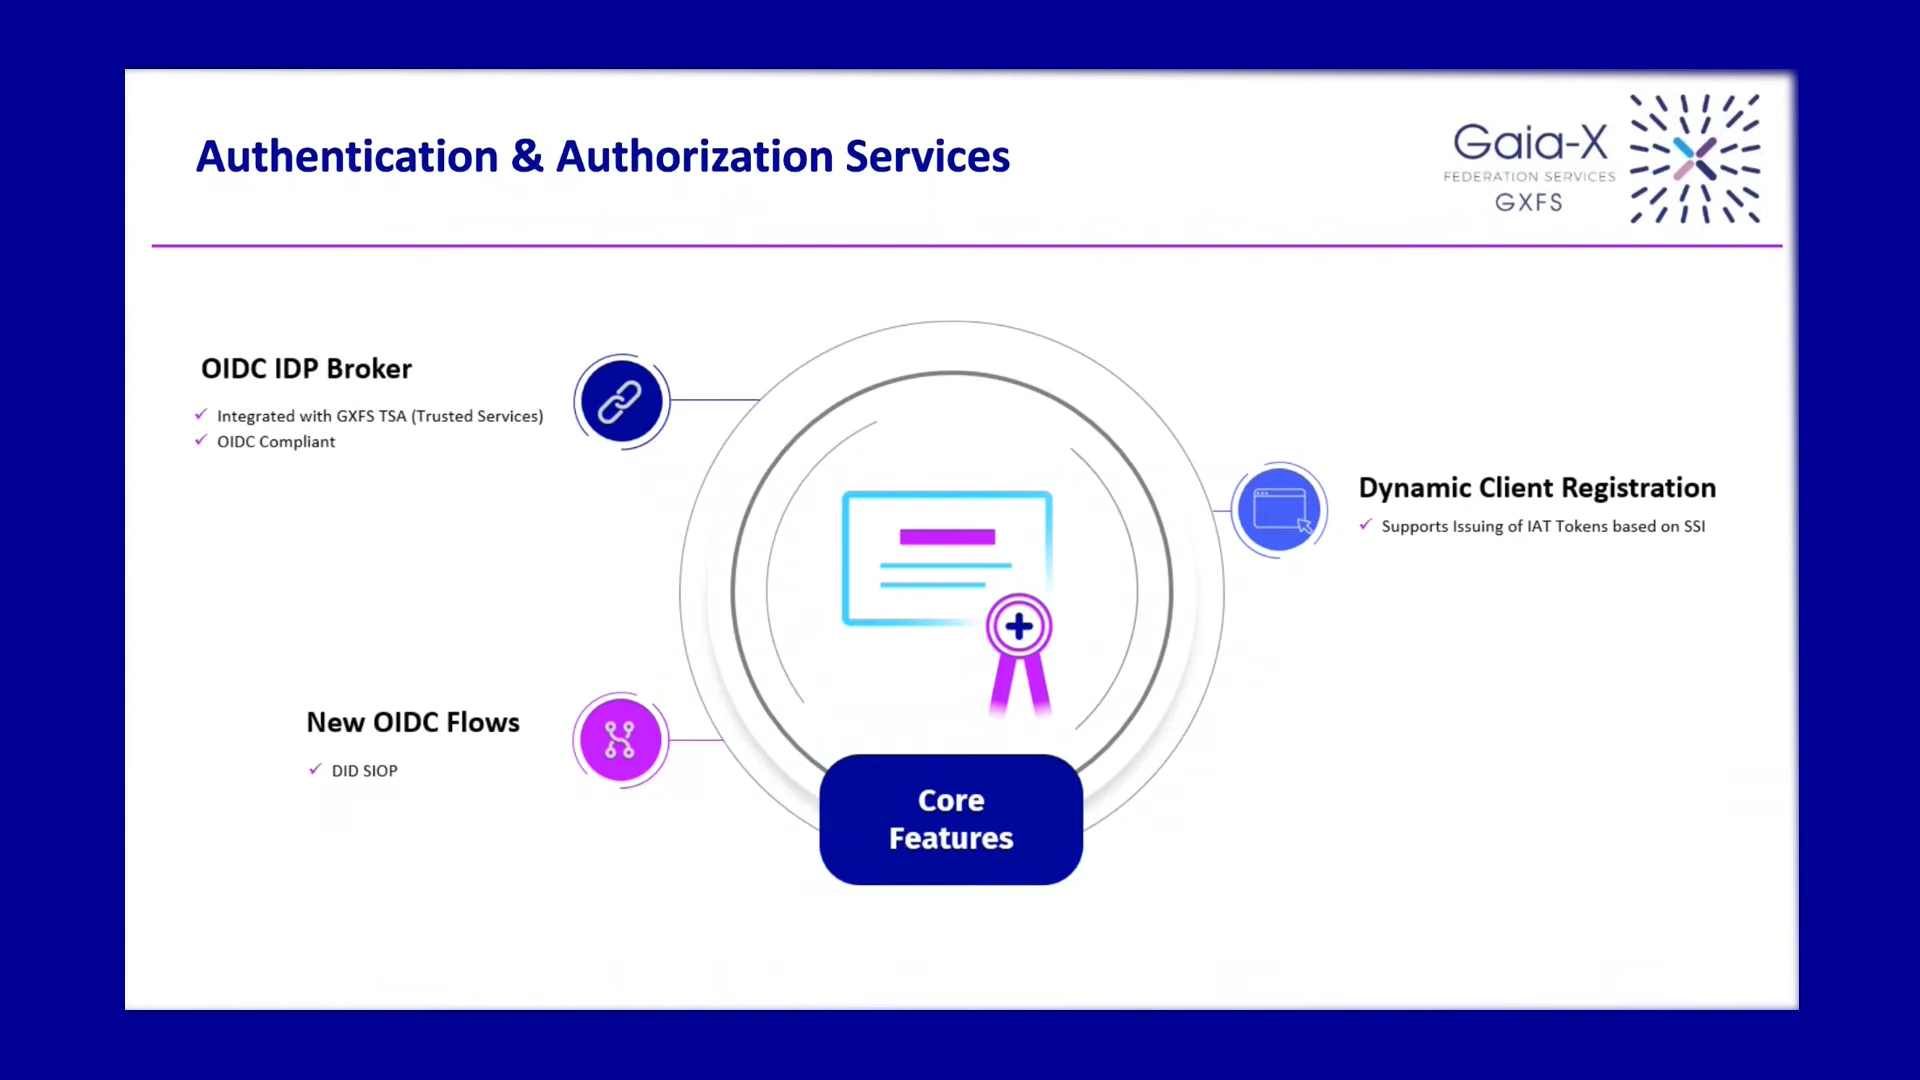 Authentication & Authorization Services
Gaia-X
FEDERATION SERVICES
GXFS
OIDC IDP Broker
Integrated with GXFS TSA (Trusted Services)
OIDC Compliant
Dynamic Client Registration
Supports Issuing of IAT Tokens based on SSI
New OIDC Flows
DID SIOP
Core
Features